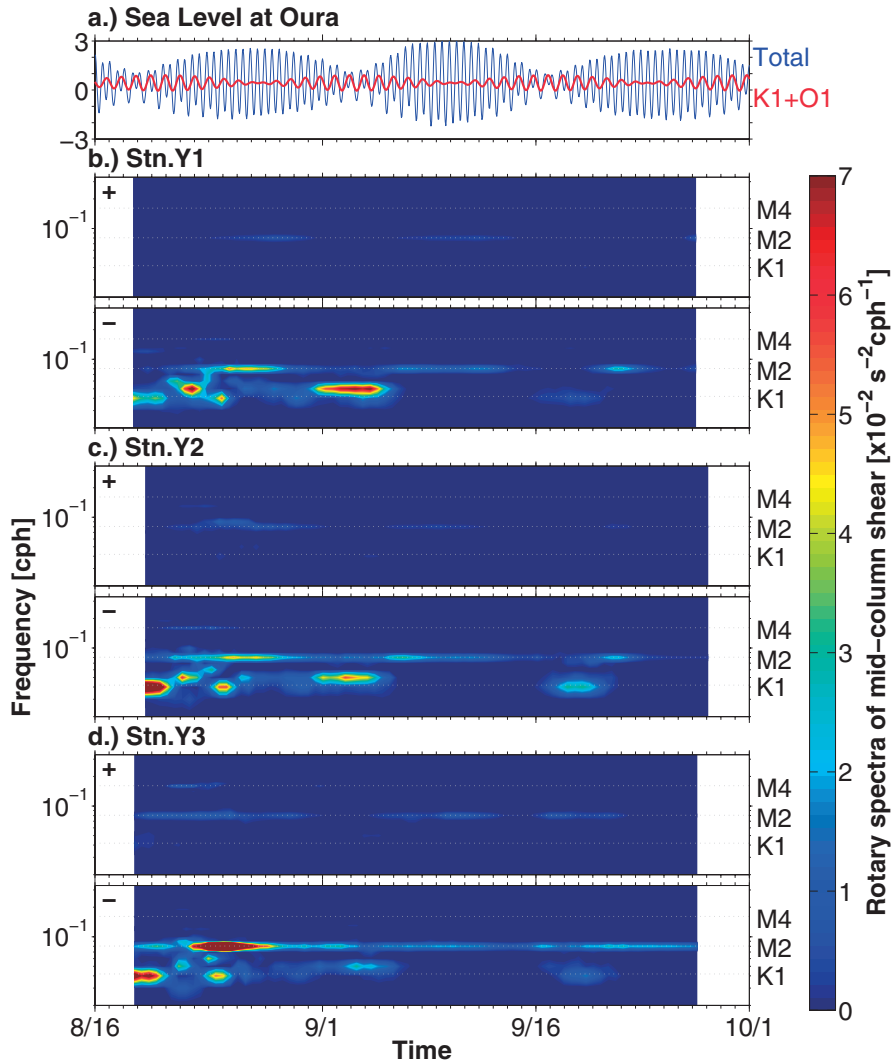 a.) Sea Level at Oura
3
0
−3
Total
K1+O1
b.) Stn.Y1
+
10−1
M4
M2
K1
−
10−1
M4
M2
K1
c.) Stn.Y2
+
10−1
M4
M2
K1
−
10−1
M4
M2
K1
d.) Stn.Y3
+
10−1
M4
M2
K1
−
10−1
M4
M2
K1
8/16
9/1
9/16
10/1
Time
Frequency [cph]
7
6
5
4
3
2
1
0
Rotary spectra of mid−column shear [x10−2 s−2cph−1]